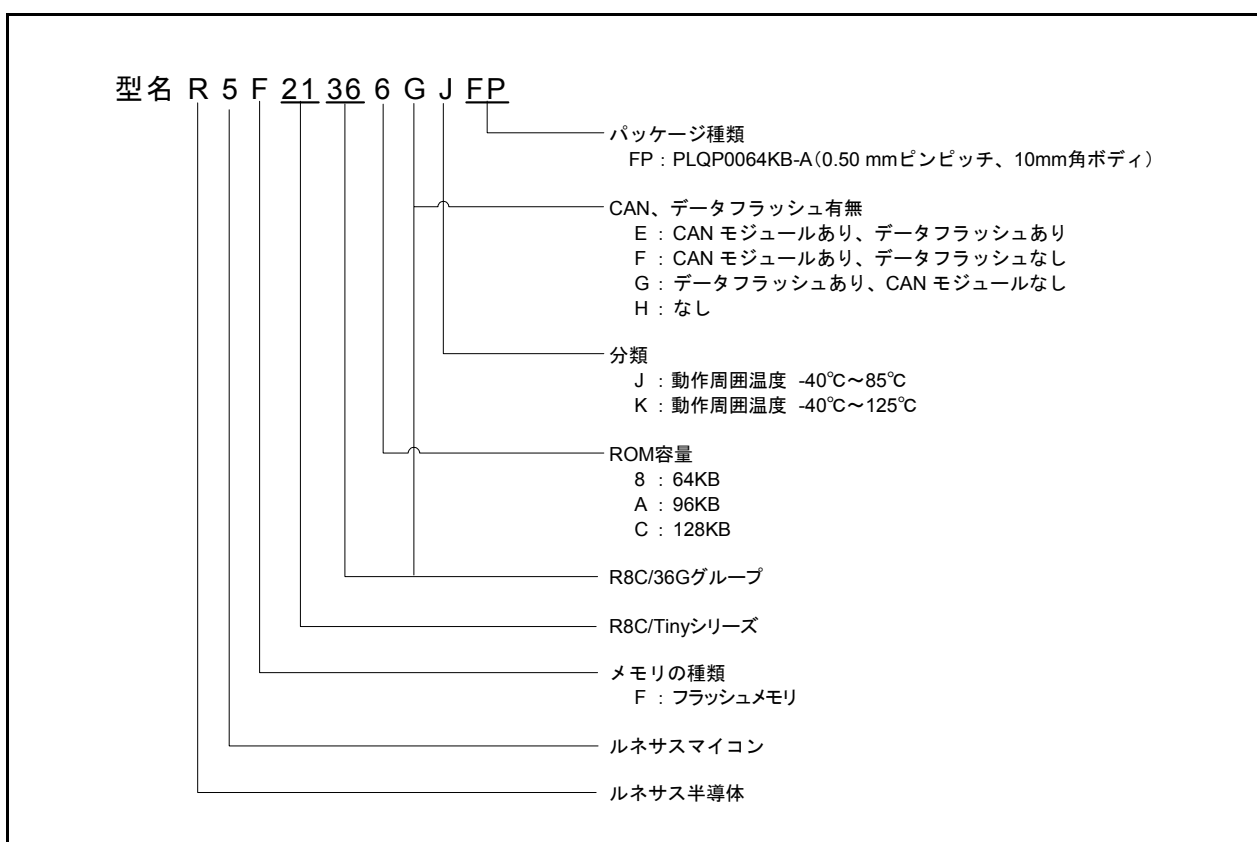 型名 R 5 F 21 36 6 G J FP
パッケージ種類
FP : PLQP0064KB-A(0.50 mmピンピッチ、10mm角ボディ)
CAN、データフラッシュ有無
E : CAN モジュールあり、データフラッシュあり
F : CAN モジュールあり、データフラッシュなし
G : データフラッシュあり、CAN モジュールなし
H : なし
分類
J : 動作周囲温度 -40℃~85℃
K : 動作周囲温度 -40℃~125℃
ROM容量
8 : 64KB
A : 96KB
C : 128KB
R8C/36Gグループ
R8C/Tinyシリーズ
メモリの種類
F : フラッシュメモリ
ルネサスマイコン
ルネサス半導体